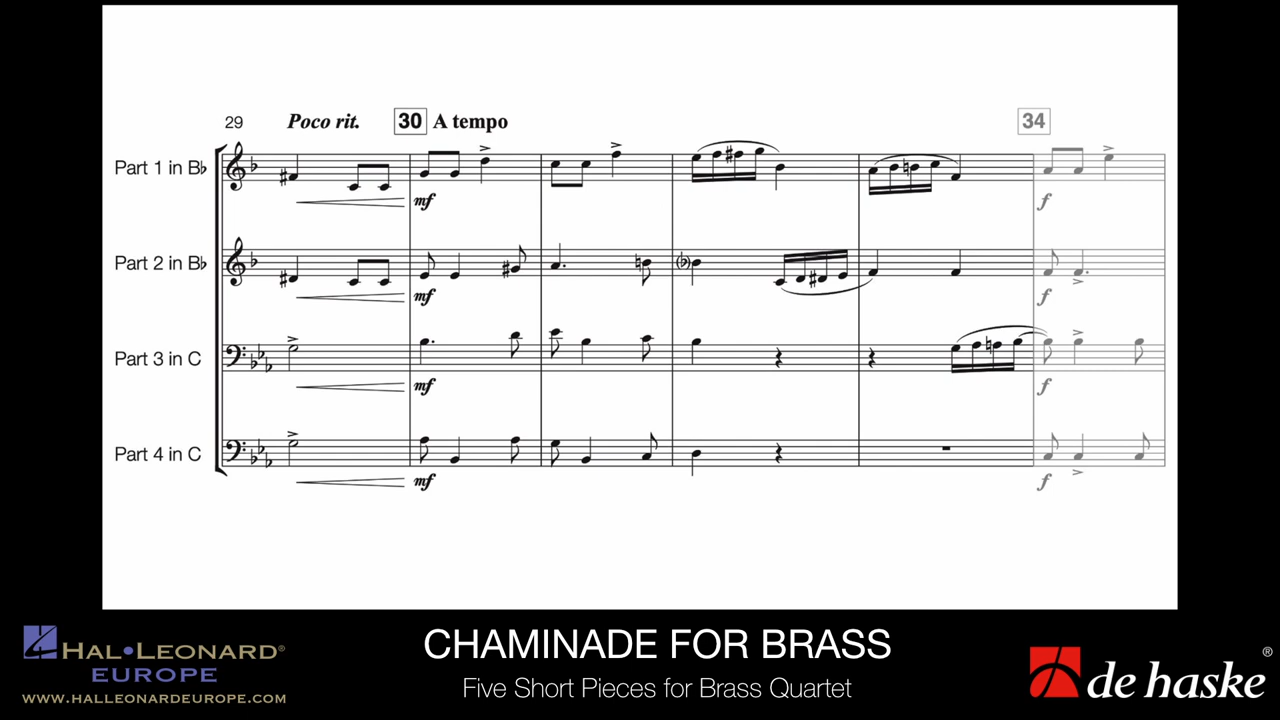 29 Poco rit. 30 A tempo 34
Part 1 in B♭
mf f
Part 2 in B♭
mf f
Part 3 in C
mf f
Part 4 in C
mf f
HAL•LEONARD®
EUROPE
WWW.HALLEONARDEUROPE.COM
CHAMINADE FOR BRASS
Five Short Pieces for Brass Quartet
de haske®